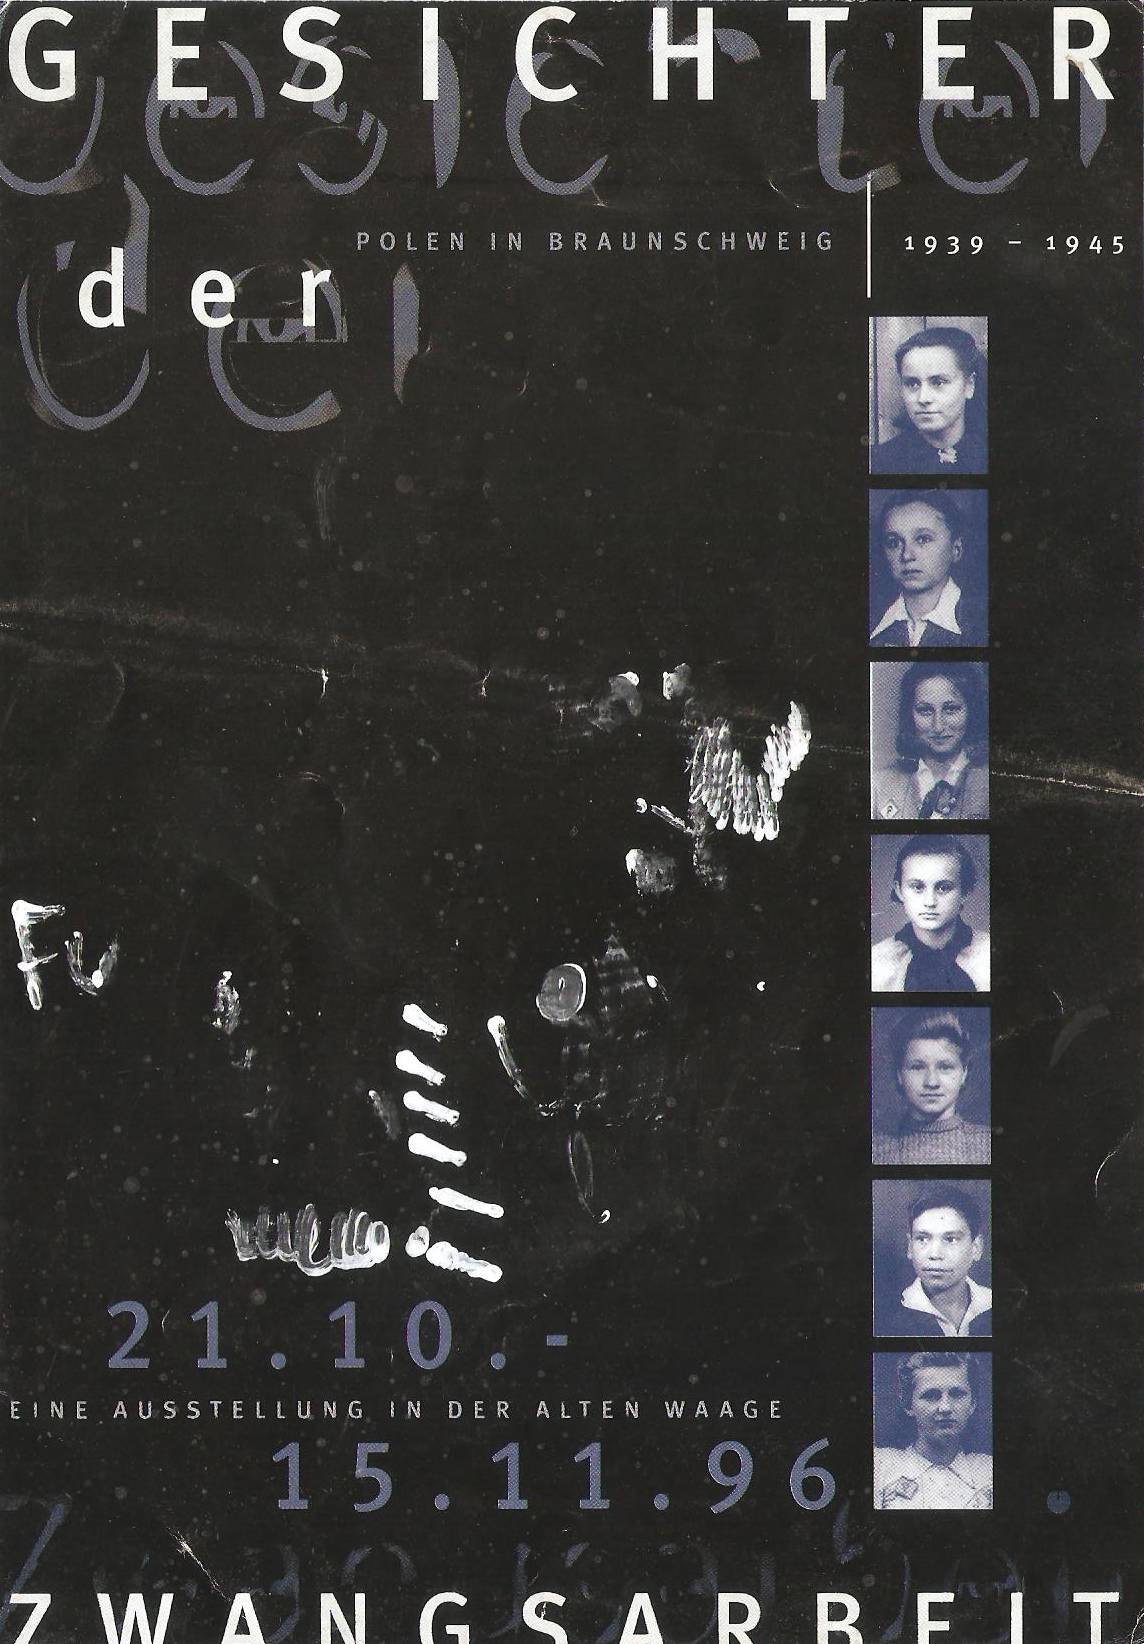 GESICHTER
POLEN IN BRAUNSCHWEIG | 1939 – 1945
der
Fu
21.10.-
EINE AUSSTELLUNG IN DER ALTEN WAAGE
15.11.96
ZWANGSARBEIT